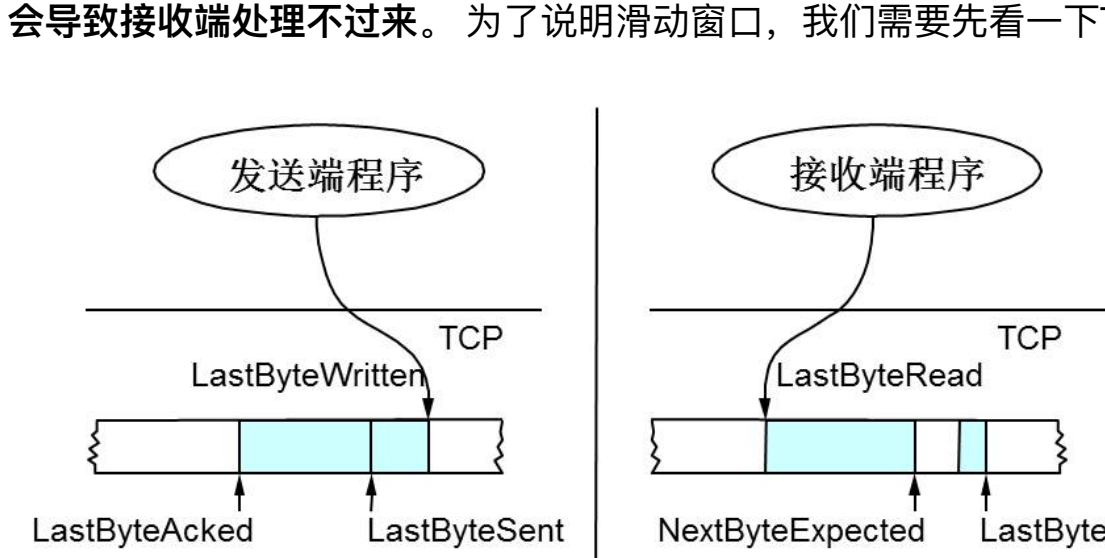 会导致接收端处理不过来。 为了说明滑动窗口，我们需要先看一下
发送端程序
接收端程序
TCP
TCP
LastByteWritten
LastByteRead
LastByteAcked
LastByteSent
NextByteExpected
LastByte